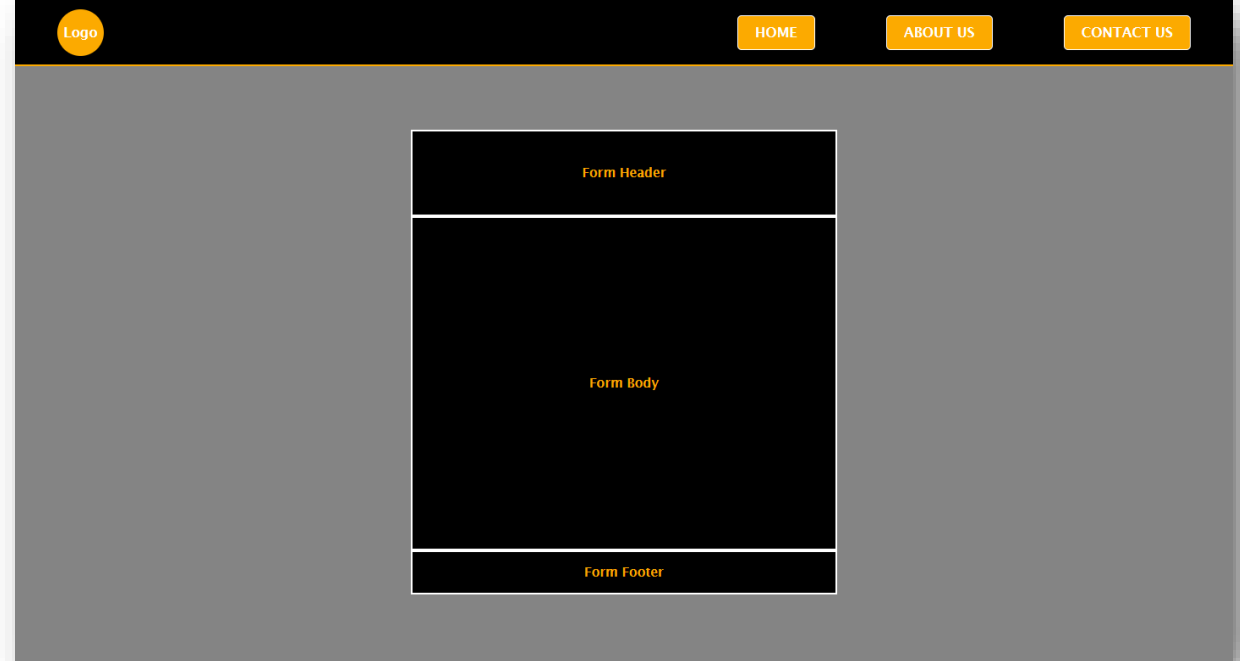 Logo HOME ABOUT US CONTACT US
Form Header
Form Body
Form Footer